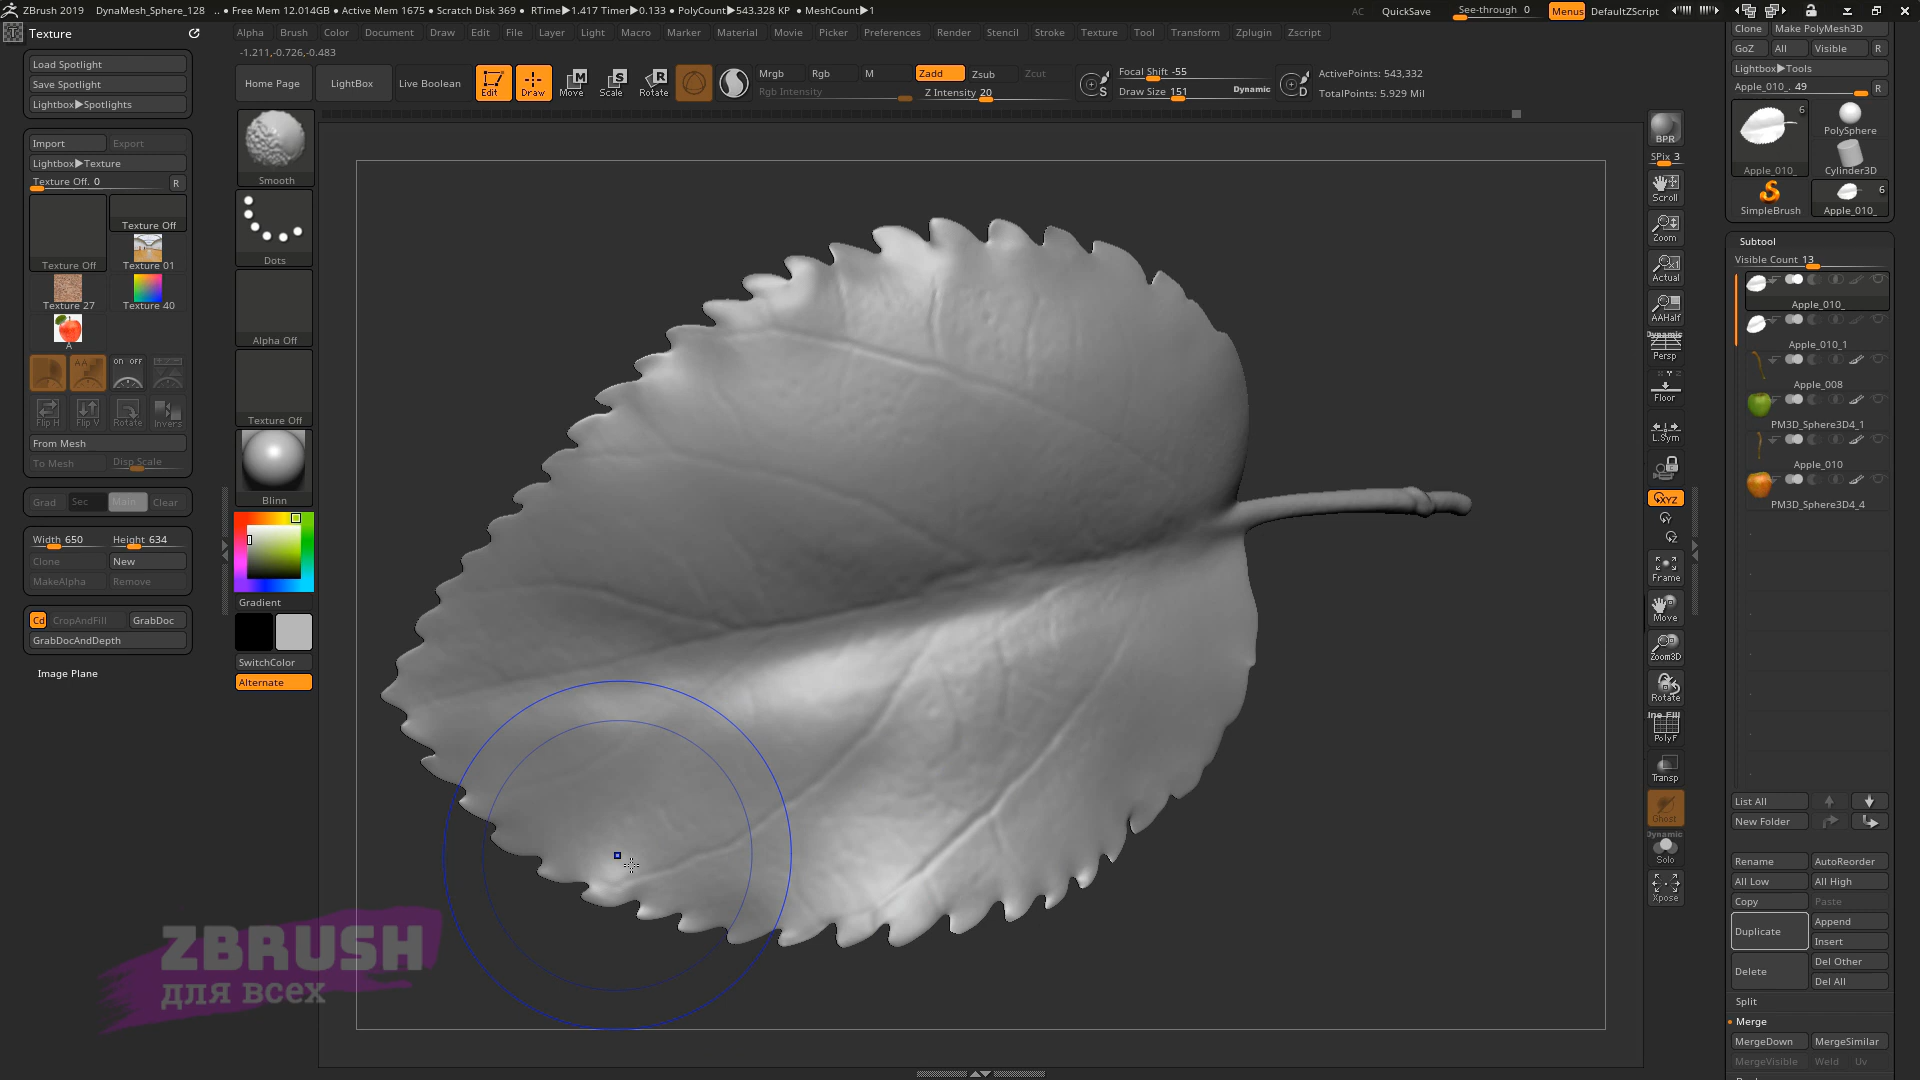 ZBrush 2019 DynaMesh_Sphere_128 .. • Free Mem 12.014GB • Active Mem 1675 • Scratch Disk 369 • RTime▶1.417 Timer▶0.133 • PolyCount▶543.328 KP • MeshCount▶1 AC QuickSave See-through 0 Menus DefaultZScript
Texture
Alpha Brush Color Document Draw Edit File Layer Light Macro Marker Material Movie Picker Preferences Render Stencil Stroke Texture Tool Transform Zplugin Zscript
-1.211,-0.726,-0.483
Home Page LightBox Live Boolean Edit Draw Move Scale Rotate
Mrgb Rgb M Zadd Zsub Zcut
Rgb Intensity Z Intensity 20
Focal Shift -55
Draw Size 151 Dynamic
ActivePoints: 543,332
TotalPoints: 5.929 Mil
Load Spotlight
Save Spotlight
Lightbox▶Spotlights
Import Export
Lightbox▶Texture
Texture Off. 0 R
Texture Off
Texture Off Texture 01
Texture 27 Texture 40
A
on off
Flip H Flip V Rotate Invers
From Mesh
To Mesh Disp Scale
Grad Sec Main Clear
Width 650 Height 634
Clone New
MakeAlpha Remove
Cd CropAndFill GrabDoc
GrabDocAndDepth
Image Plane
Smooth
Dots
Alpha Off
Texture Off
Blinn
Gradient
SwitchColor
Alternate
ZBRUSH
для всех
BPR
SPix 3
Scroll
Zoom
Actual
AAHalf
Dynamic
Persp
Floor
L.Sym
XYZ
Y
Z
Frame
Move
Zoom3D
Rotate
Line Fill
PolyF
Transp
Ghost
Dynamic
Solo
Xpose
Clone Make PolyMesh3D
GoZ All Visible R
Lightbox▶Tools
Apple_010_. 49 R
6
PolySphere
Apple_010_ Cylinder3D
6
SimpleBrush Apple_010_
Subtool
Visible Count 13
Apple_010_
Apple_010_1
Apple_008
PM3D_Sphere3D4_1
Apple_010
PM3D_Sphere3D4_4
List All
New Folder
Rename AutoReorder
All Low All High
Copy Paste
Duplicate Append
Insert
Delete Del Other
Del All
Split
Merge
MergeDown MergeSimilar
MergeVisible Weld Uv